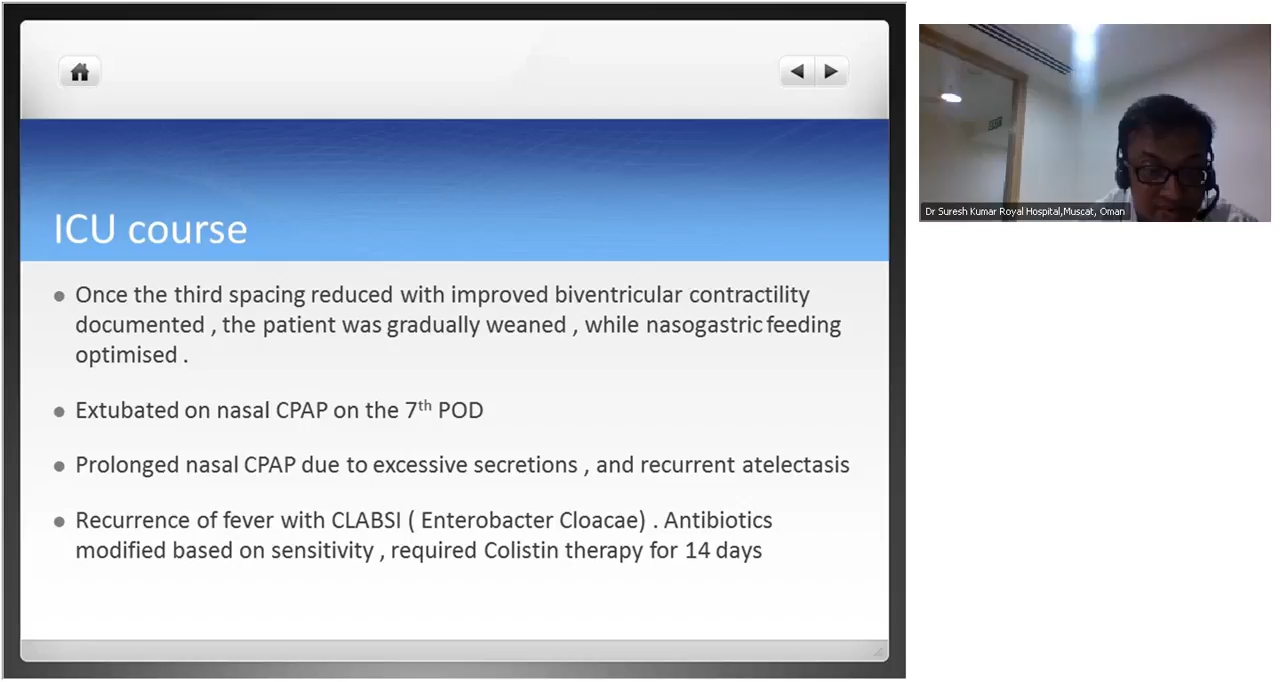 ICU course
Once the third spacing reduced with improved biventricular contractility
documented , the patient was gradually weaned , while nasogastric feeding
optimised .
Extubated on nasal CPAP on the 7th POD
Prolonged nasal CPAP due to excessive secretions , and recurrent atelectasis
Recurrence of fever with CLABSI ( Enterobacter Cloacae) . Antibiotics
modified based on sensitivity , required Colistin therapy for 14 days
Dr Suresh Kumar Royal Hospital,Muscat, Oman